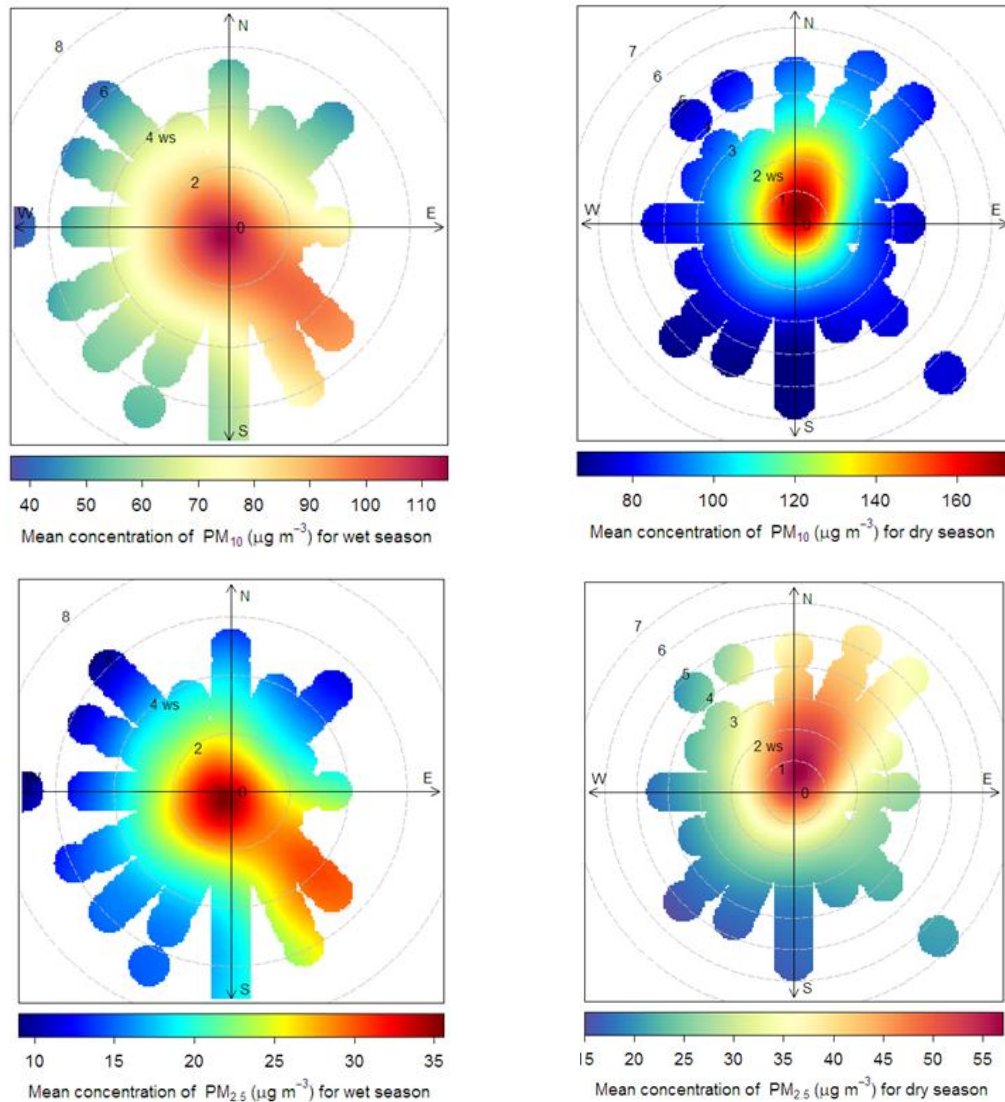 N
8
6
4 ws
2
W
0
E
S
40 50 60 70 80 90 100 110
Mean concentration of PM₁₀ (μg m⁻³) for wet season
N
7
6
5
3
2 ws
1
W
0
E
S
80 100 120 140 160
Mean concentration of PM₁₀ (μg m⁻³) for dry season
N
8
4 ws
2
0
E
S
10 15 20 25 30 35
Mean concentration of PM₂.₅ (μg m⁻³) for wet season
N
7
6
5
4
3
2 ws
1
W
0
E
S
15 20 25 30 35 40 45 50 55
Mean concentration of PM₂.₅ (μg m⁻³) for dry season